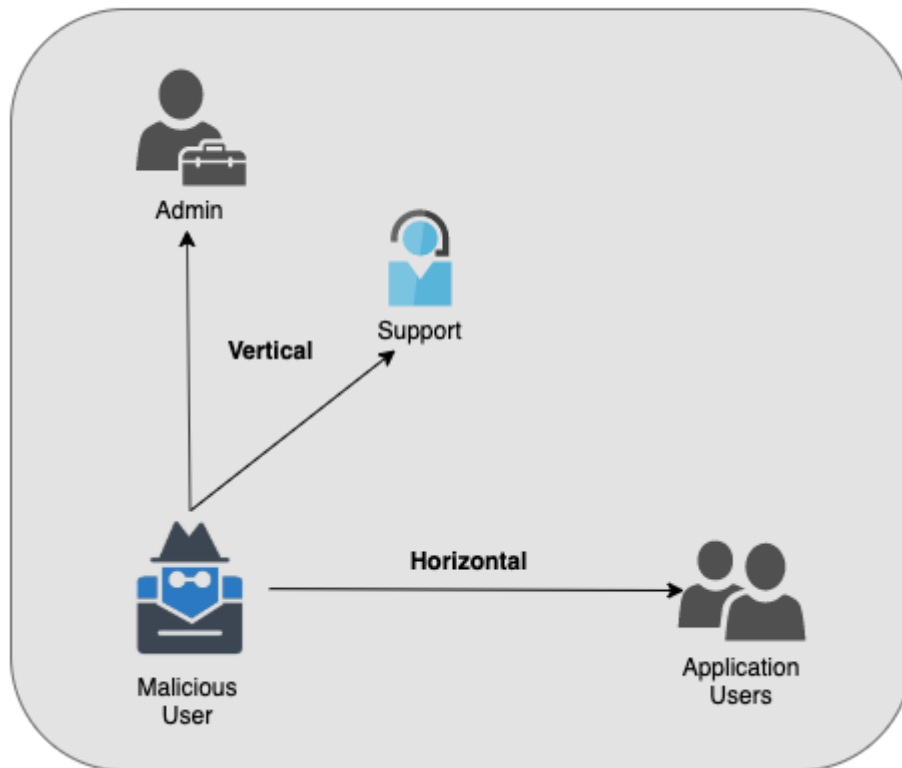 Admin
Support
Vertical
Horizontal
Malicious
User
Application
Users